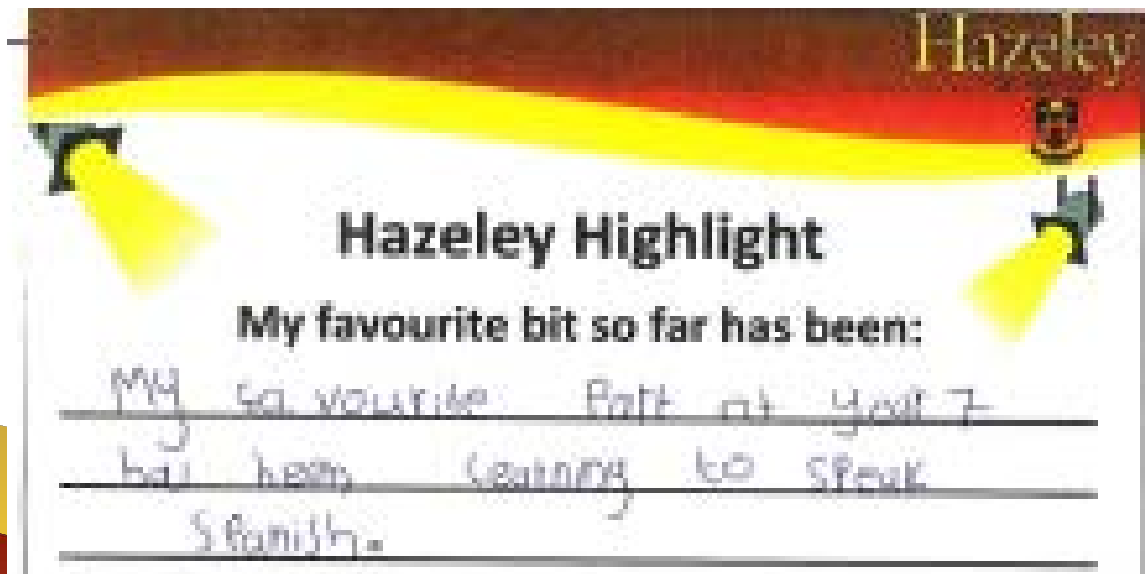 Hazeley
Hazeley Highlight
My favourite bit so far has been:
My favourite Part of Year 7
has been Learning to speak
Spanish.